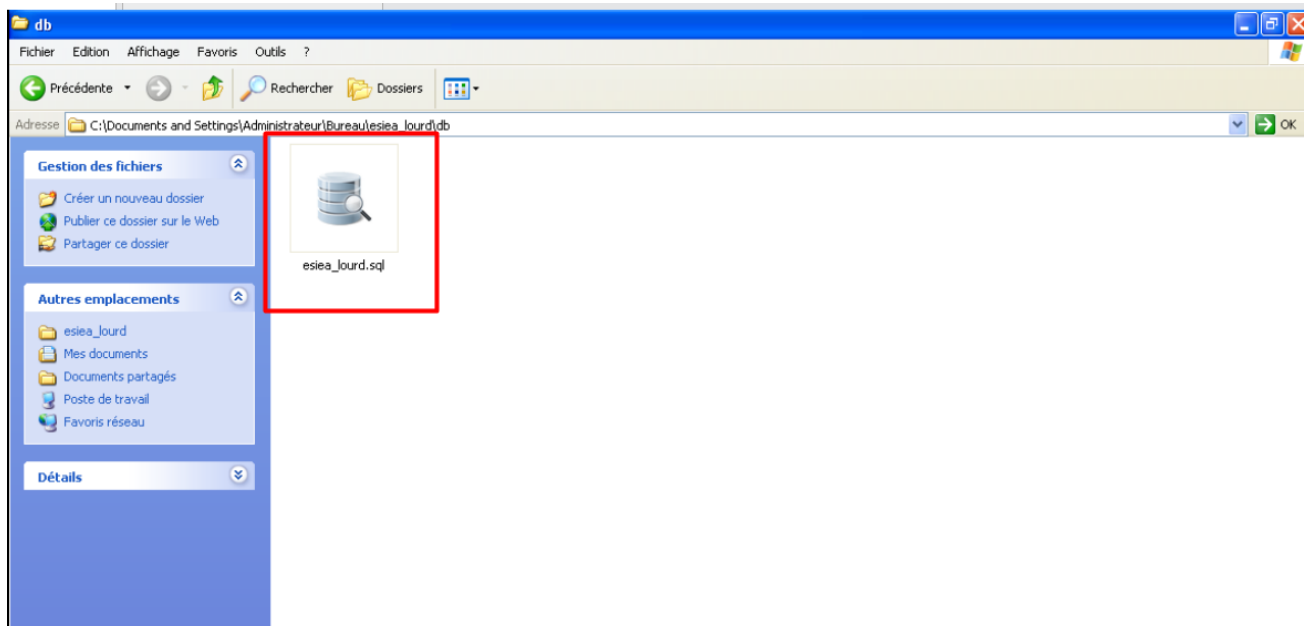 db
Fichier Edition Affichage Favoris Outils ?
Précédente Rechercher Dossiers
Adresse C:\Documents and Settings\Administrateur\Bureau\esiea_lourd\db OK
Gestion des fichiers
Créer un nouveau dossier
Publier ce dossier sur le Web
Partager ce dossier
Autres emplacements
esiea_lourd
Mes documents
Documents partagés
Poste de travail
Favoris réseau
Détails
esiea_lourd.sql